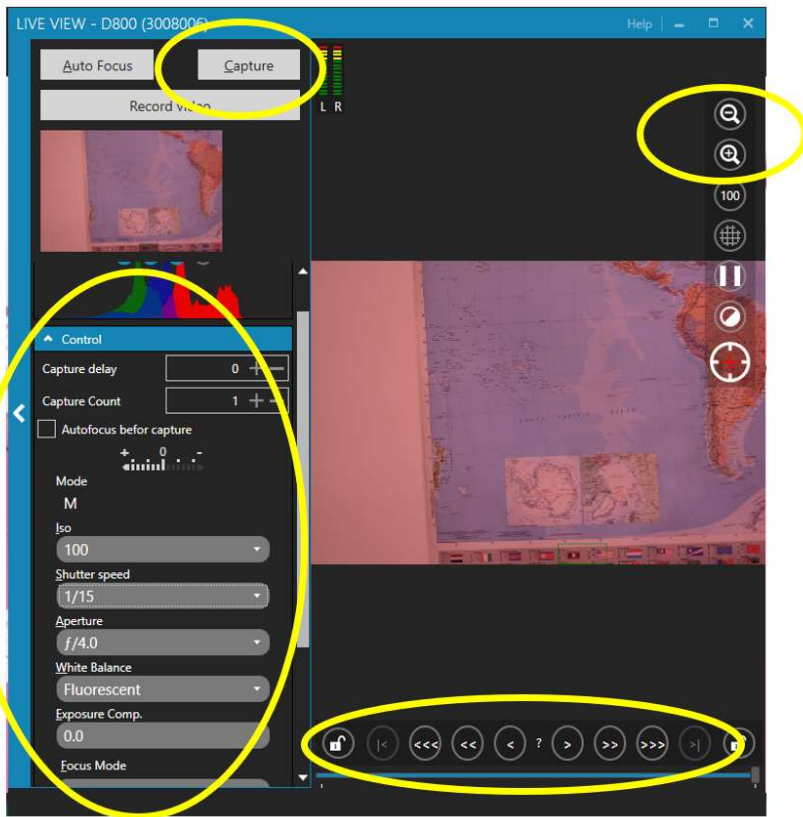 LIVE VIEW - D800 (3008006)
Help
Auto Focus
Capture
Record Video
L R
100
Control
Capture delay
0
Capture Count
1
Autofocus befor capture
+ 0 -
Mode
M
Iso
100
Shutter speed
1/15
Aperture
ƒ/4.0
White Balance
Fluorescent
Exposure Comp.
0.0
Focus Mode
|< <<< << < ? > >> >>> >|